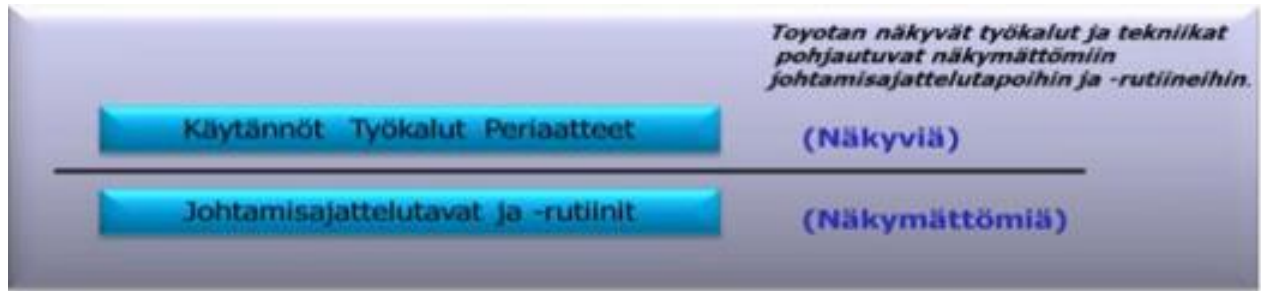 Toyotan näkyvät työkalut ja tekniikat
pohjautuvat näkymättömiin
johtamisajattelutapoihin ja -rutiineihin.
Käytännöt Työkalut Periaatteet
(Näkyviä)
Johtamisajattelutavat ja -rutiinit
(Näkymättömiä)